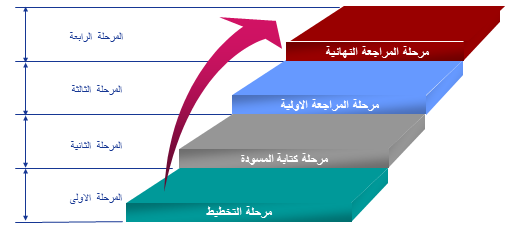 المرحلة الرابعة
مرحلة المراجعة النهائية
المرحلة الثالثة
مرحلة المراجعة الاولية
المرحلة الثانية
مرحلة كتابة المسودة
المرحلة الاولى
مرحلة التخطيط